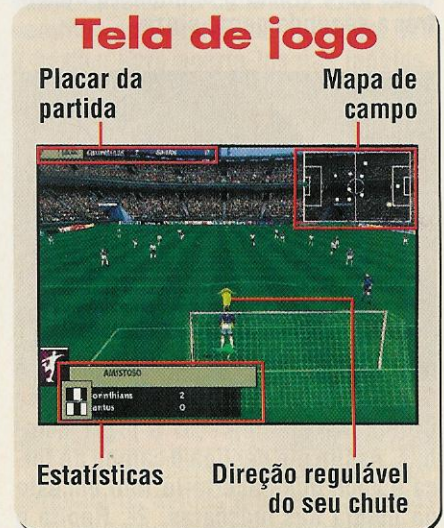 Tela de jogo
Placar da
partida
Mapa de
campo
AMISTOSO
orinthians 2
antus 0
Estatísticas
Direção regulável
do seu chute